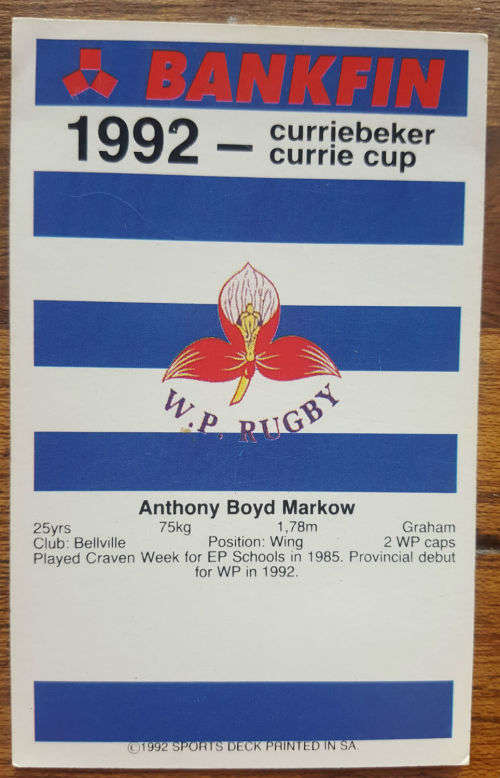 BANKFIN
1992 – curriebeker
currie cup
W.P. RUGBY
Anthony Boyd Markow
25yrs 75kg 1,78m Graham
Club: Bellville Position: Wing 2 WP caps
Played Craven Week for EP Schools in 1985. Provincial debut
for WP in 1992.
©1992 SPORTS DECK PRINTED IN SA